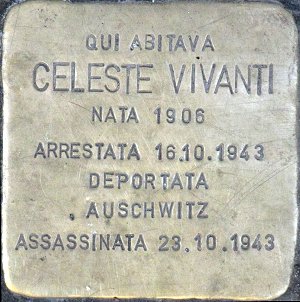 QUI ABITAVA
CELESTE VIVANTI
NATA 1906
ARRESTATA 16.10.1943
DEPORTATA
AUSCHWITZ
ASSASSINATA 23.10.1943